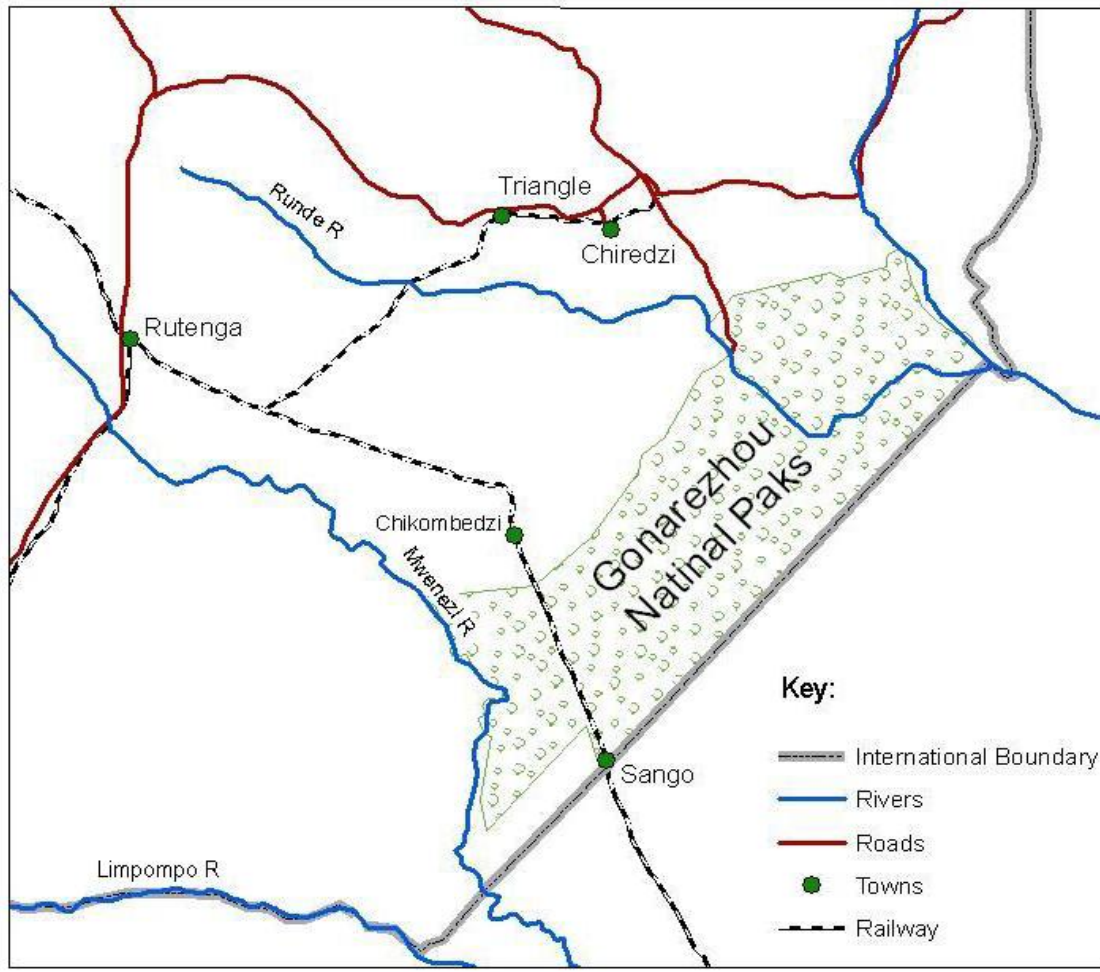 Triangle
Runde R
Chiredzi
Rutenga
Gonarezhou
Natinal Paks
Chikombedzi
Mwenezi R
Key:
International Boundary
Sango
Rivers
Roads
Limpompo R
Towns
Railway